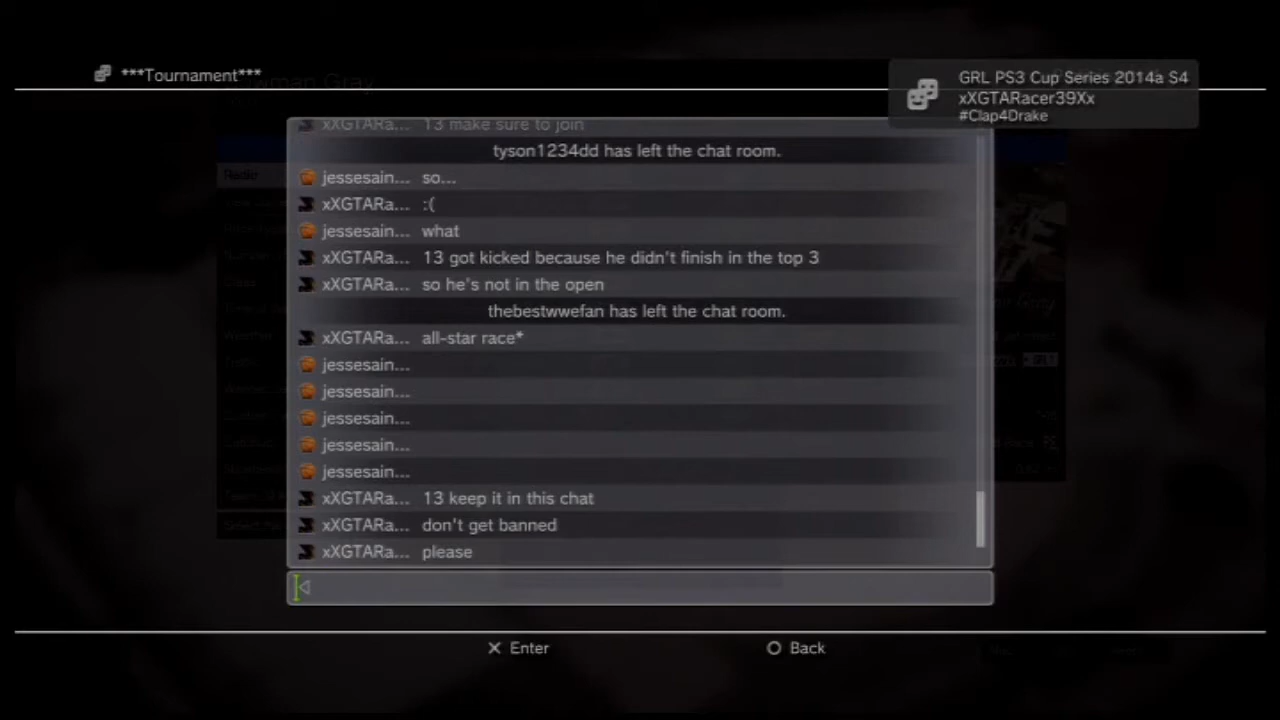 ***Tournament***
GRL PS3 Cup Series 2014a S4
xXGTARacer39Xx
#Clap4Drake
xXGTARa... 13 make sure to join
tyson1234dd has left the chat room.
jessesain... so...
xXGTARa... :(
jessesain... what
xXGTARa... 13 got kicked because he didn't finish in the top 3
xXGTARa... so he's not in the open
thebestwwefan has left the chat room.
xXGTARa... all-star race*
jessesain...
jessesain...
jessesain...
jessesain...
jessesain...
xXGTARa... 13 keep it in this chat
xXGTARa... don't get banned
xXGTARa... please
Enter
Back